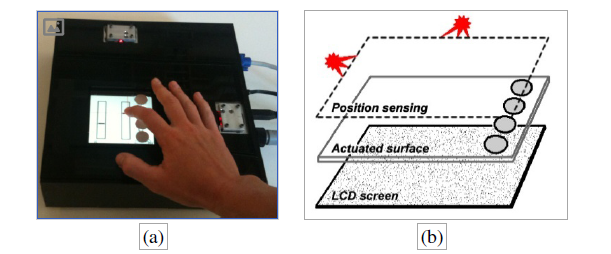 Position sensing
Actuated surface
LCD screen
(a)
(b)